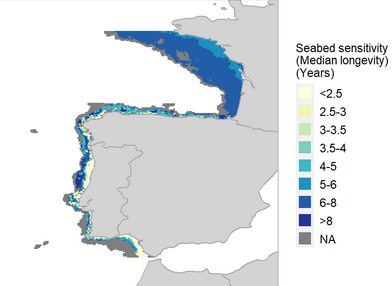 Seabed sensitivity
(Median longevity)
(Years)
<2.5
2.5-3
3-3.5
3.5-4
4-5
5-6
6-8
>8
NA